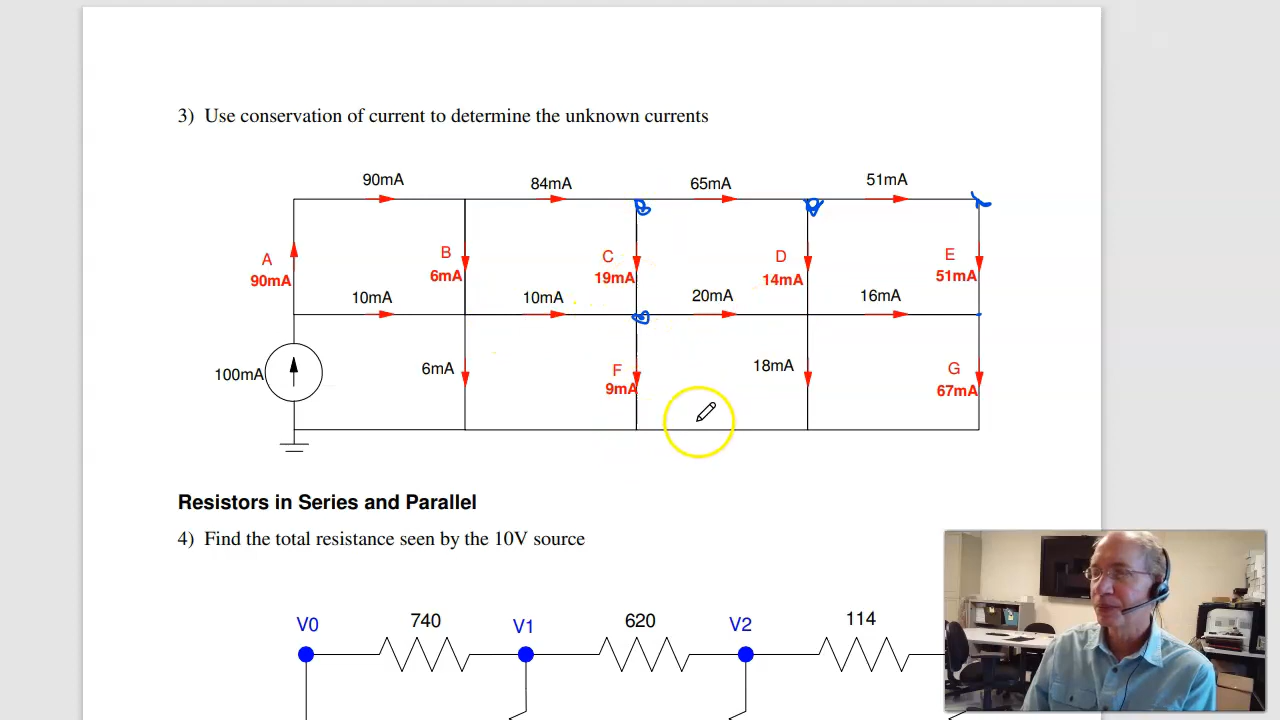 3) Use conservation of current to determine the unknown currents
90mA
84mA
65mA
51mA
A
90mA
B
6mA
C
19mA
D
14mA
E
51mA
10mA
10mA
20mA
16mA
100mA
6mA
F
9mA
18mA
G
67mA
Resistors in Series and Parallel
4) Find the total resistance seen by the 10V source
V0
740
V1
620
V2
114